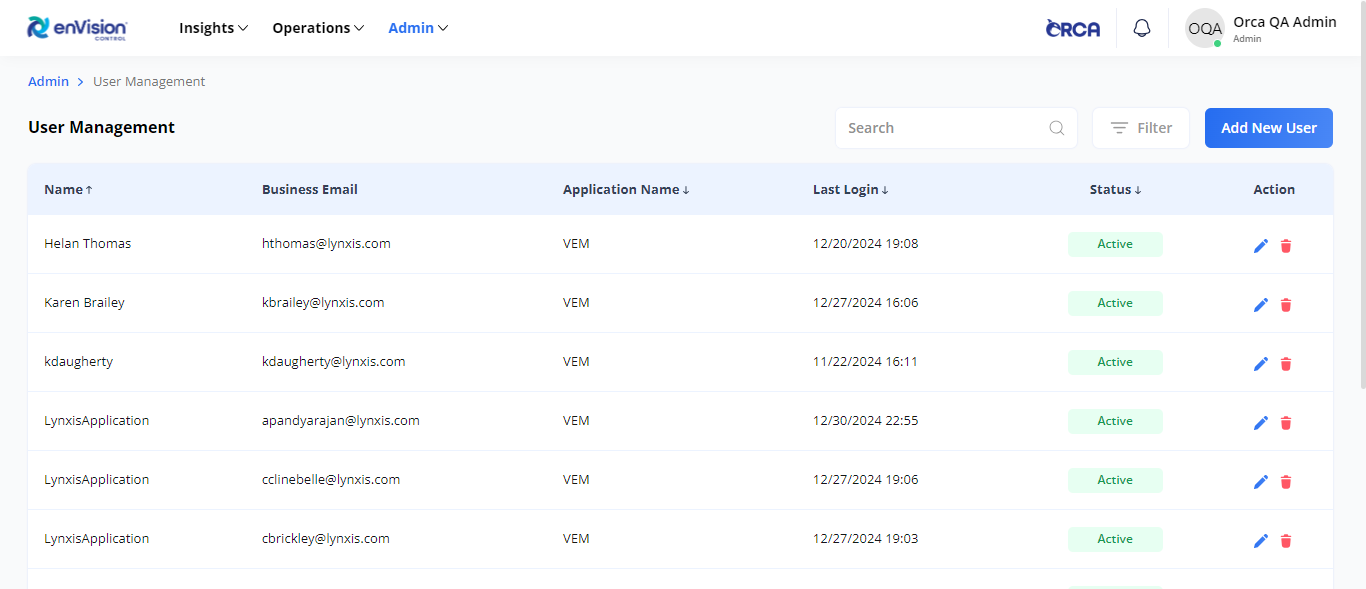 enVision
CONTROL
Insights Operations Admin
ORCA
OQA
Orca QA Admin
Admin
Admin > User Management
User Management
Search
Filter
Add New User
Name↑ Business Email Application Name↓ Last Login↓ Status↓ Action
Helan Thomas hthomas@lynxis.com VEM 12/20/2024 19:08 Active
Karen Brailey kbrailey@lynxis.com VEM 12/27/2024 16:06 Active
kdaugherty kdaugherty@lynxis.com VEM 11/22/2024 16:11 Active
LynxisApplication apandyarajan@lynxis.com VEM 12/30/2024 22:55 Active
LynxisApplication cclinebelle@lynxis.com VEM 12/27/2024 19:06 Active
LynxisApplication cbrickley@lynxis.com VEM 12/27/2024 19:03 Active